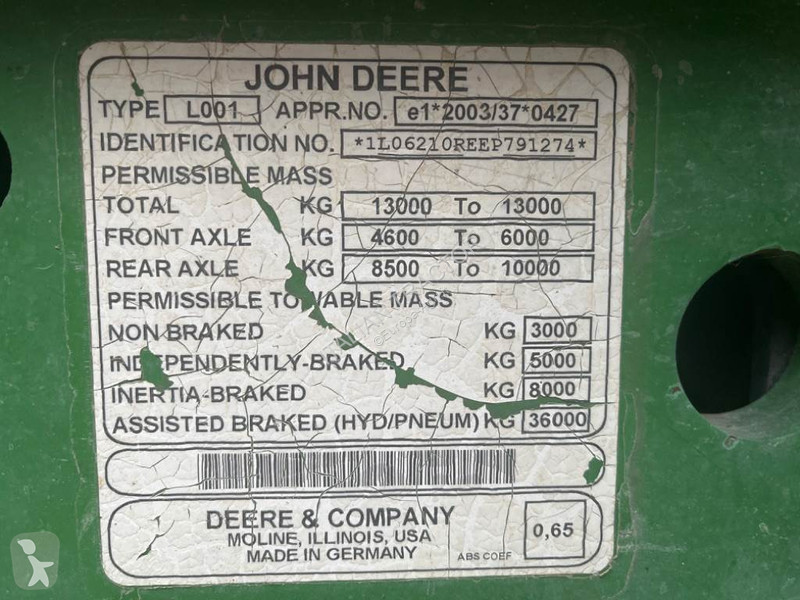 JOHN DEERE
TYPE L001 APPR.NO. e1*2003/37*0427
IDENTIFICATION NO. *1L06210REEP791274*
PERMISSIBLE MASS
TOTAL KG 13000 To 13000
FRONT AXLE KG 4600 To 6000
REAR AXLE KG 8500 To 10000
PERMISSIBLE TOWABLE MASS
NON BRAKED KG 3000
INDEPENDENTLY-BRAKED KG 5000
INERTIA-BRAKED KG 8000
ASSISTED BRAKED (HYD/PNEUM) KG 36000
DEERE & COMPANY
MOLINE, ILLINOIS, USA
MADE IN GERMANY
ABS COEF 0,65